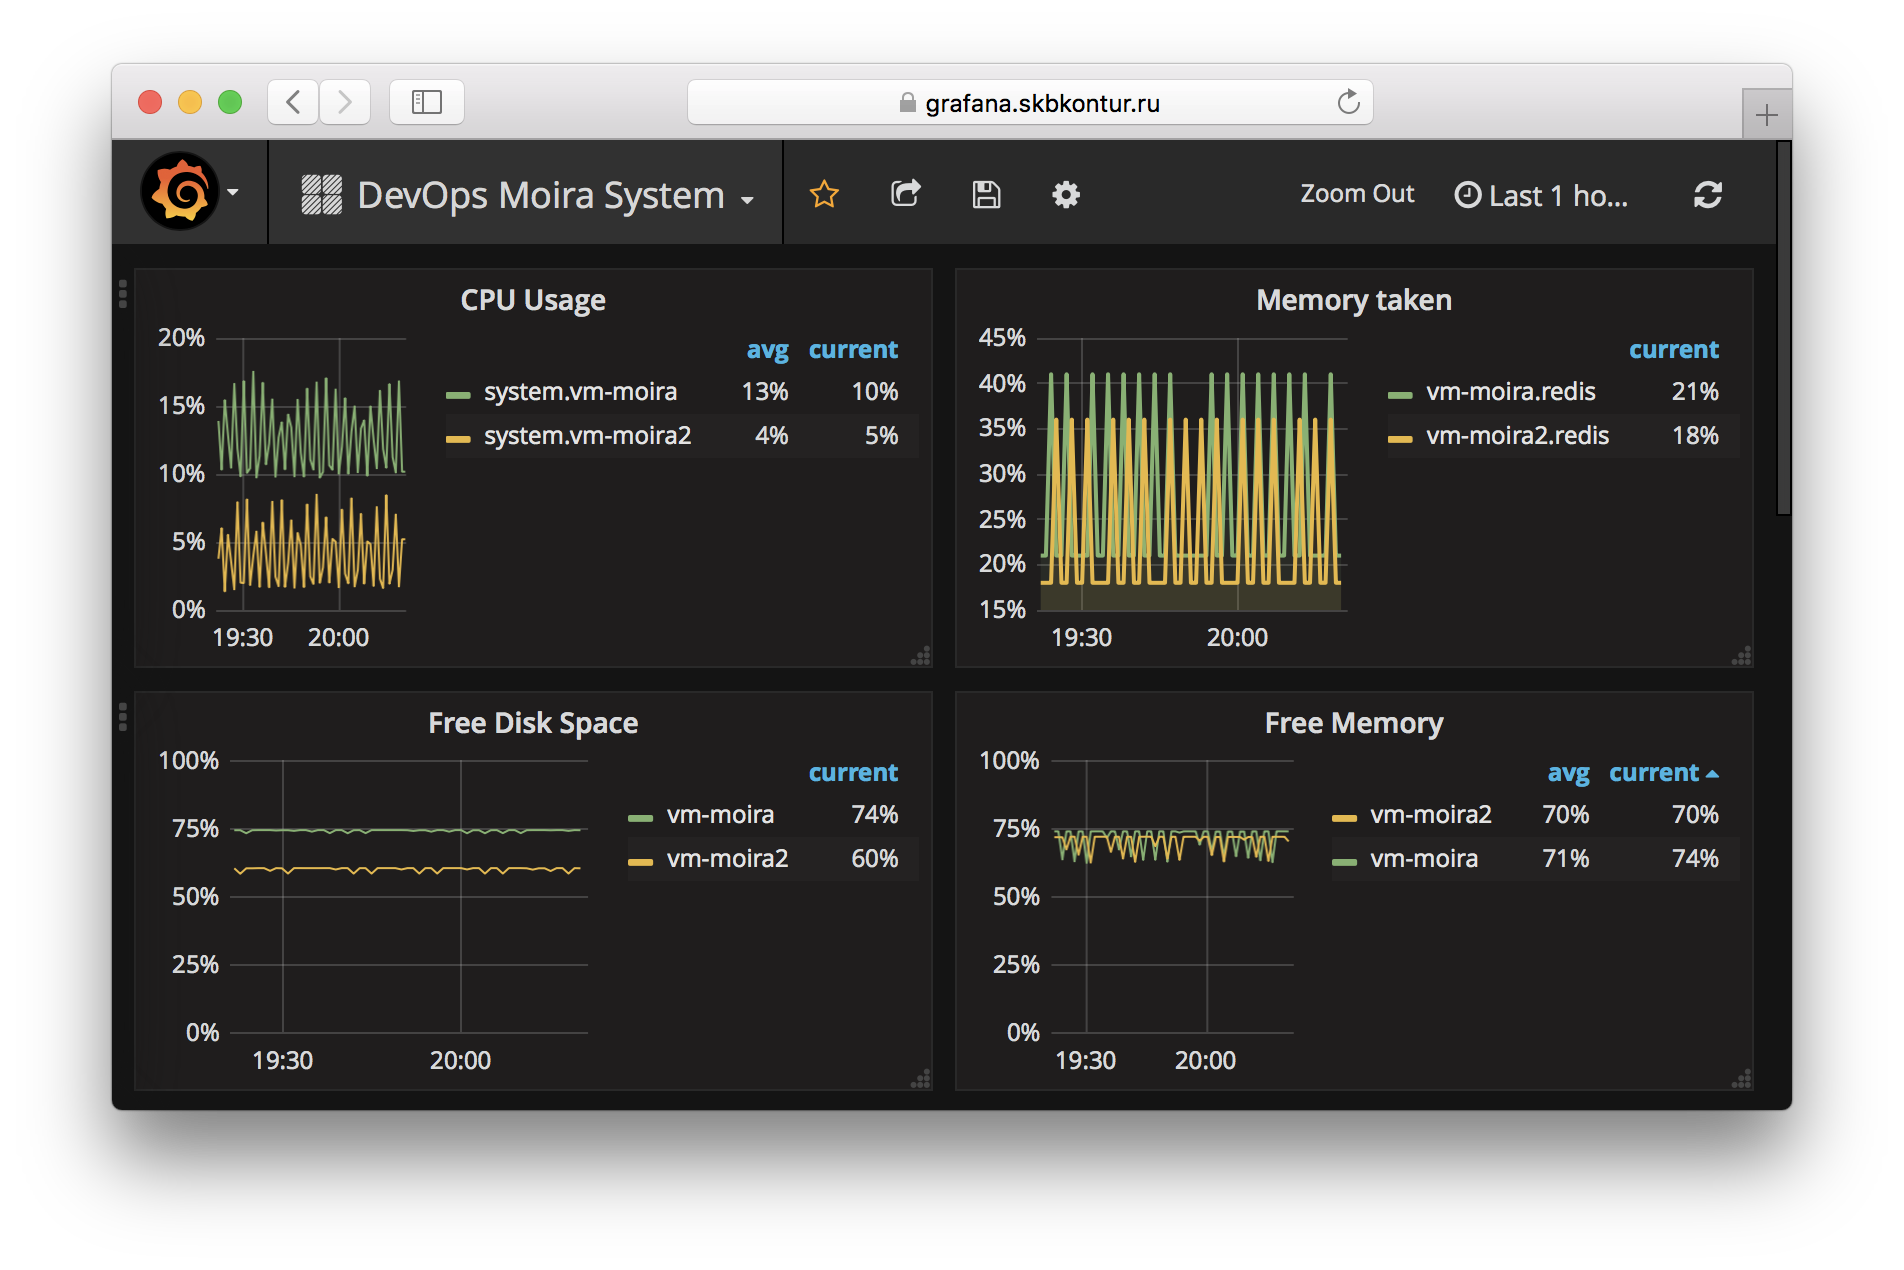 grafana.skbkontur.ru
DevOps Moira System
Zoom Out
Last 1 ho...
CPU Usage
20%
15%
10%
5%
0%
19:30 20:00
avg current
system.vm-moira 13% 10%
system.vm-moira2 4% 5%
Memory taken
45%
40%
35%
30%
25%
20%
15%
19:30 20:00
current
vm-moira.redis 21%
vm-moira2.redis 18%
Free Disk Space
100%
75%
50%
25%
0%
19:30 20:00
current
vm-moira 74%
vm-moira2 60%
Free Memory
100%
75%
50%
25%
0%
19:30 20:00
avg current
vm-moira2 70% 70%
vm-moira 71% 74%